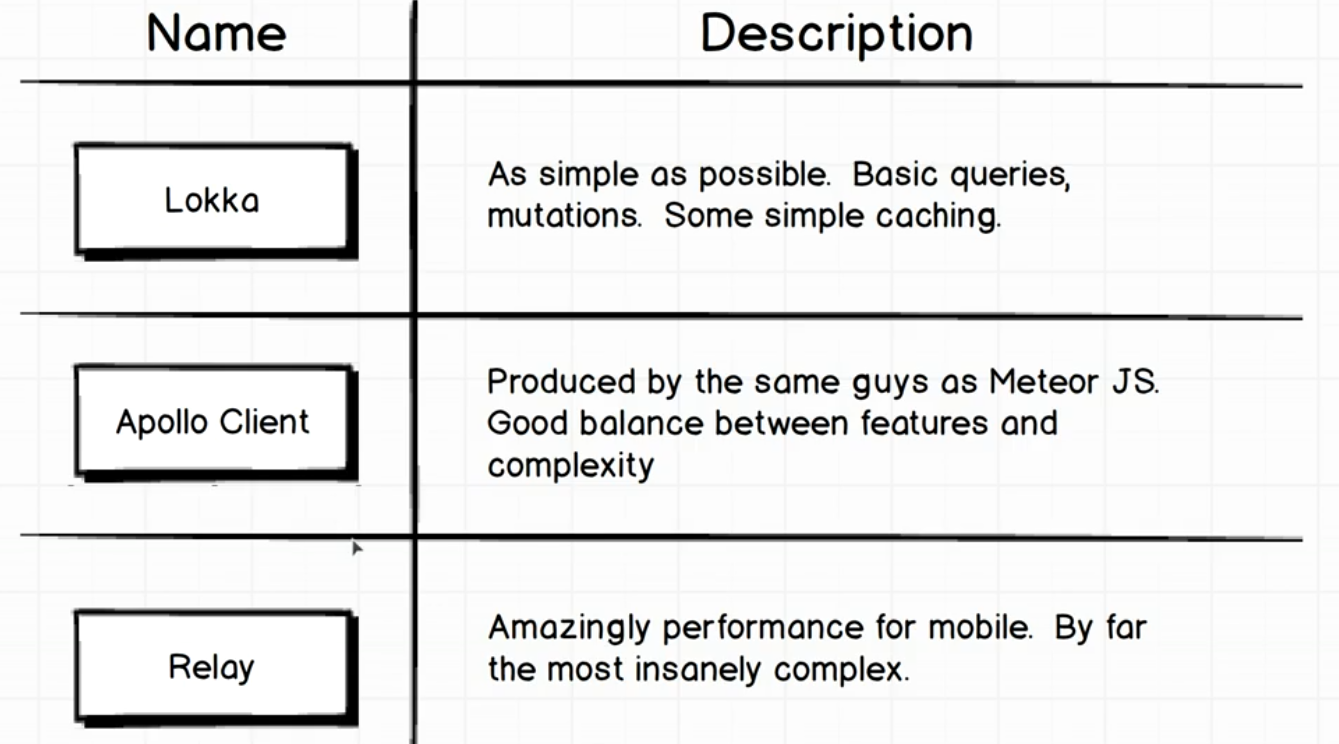 Name
Description
Lokka
As simple as possible.  Basic queries,
mutations.  Some simple caching.
Apollo Client
Produced by the same guys as Meteor JS.
Good balance between features and
complexity
Relay
Amazingly performance for mobile.  By far
the most insanely complex.